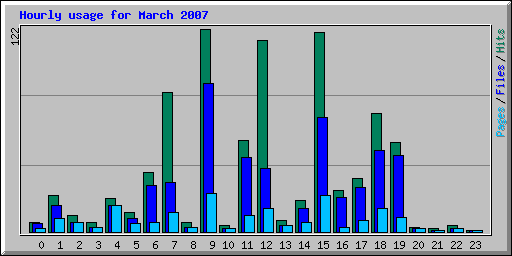 Hourly usage for March 2007
122
Pages / Files / Hits
0 1 2 3 4 5 6 7 8 9 10 11 12 13 14 15 16 17 18 19 20 21 22 23